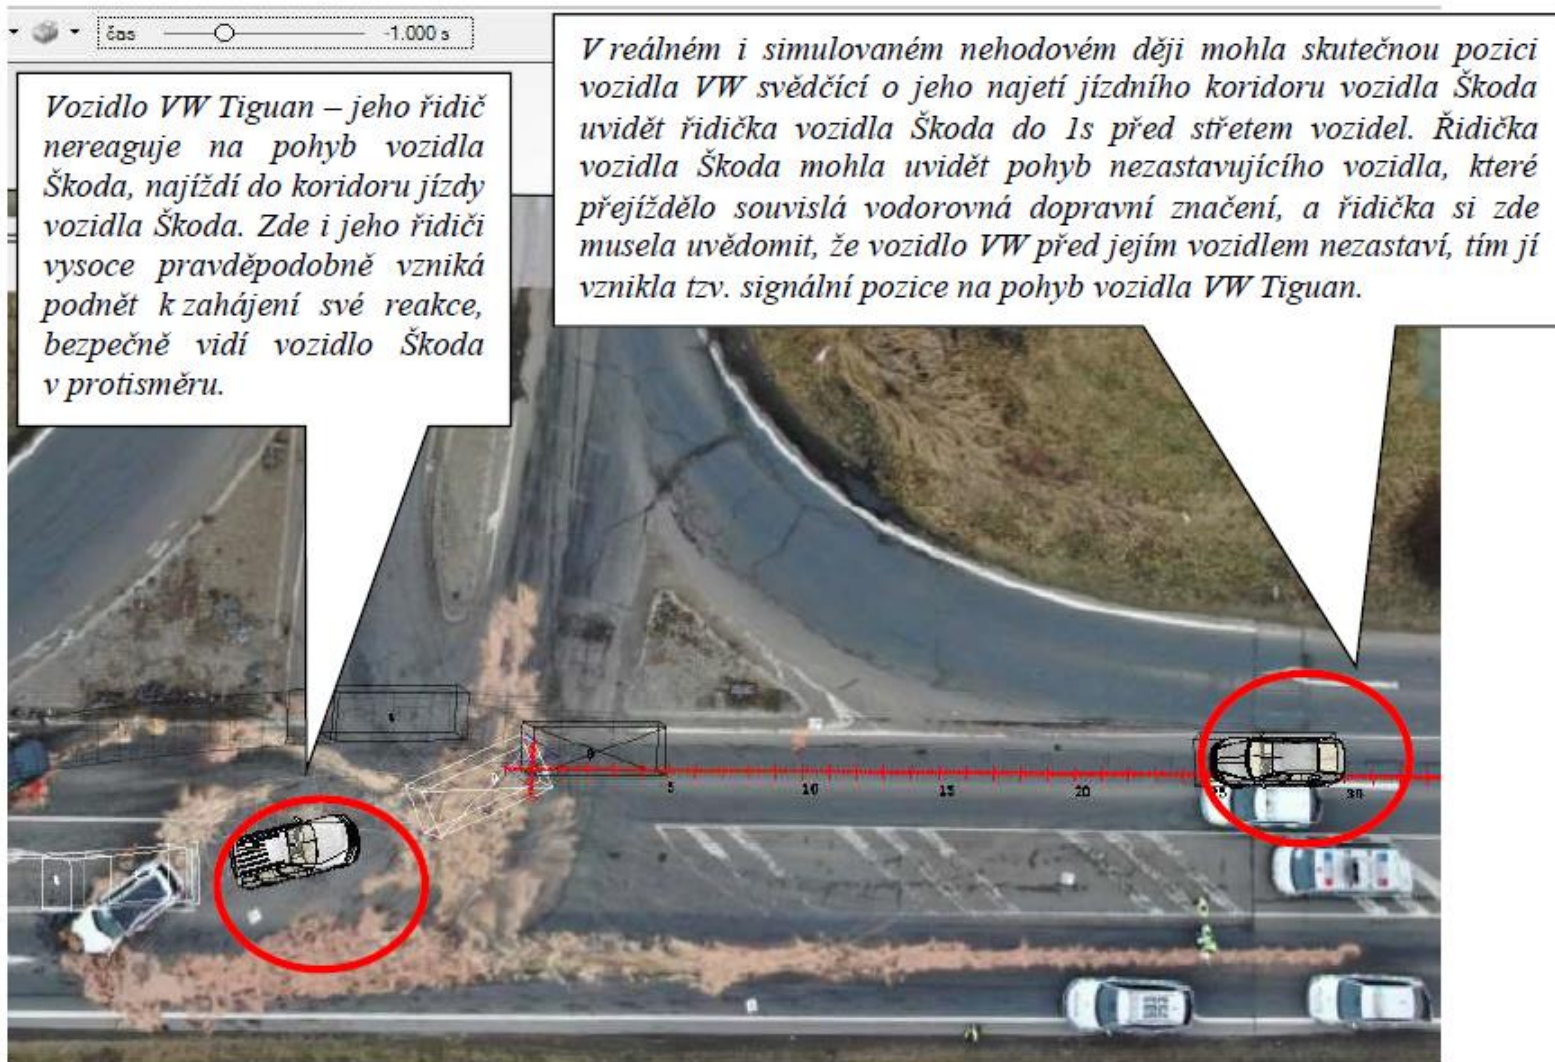 čas
-1.000 s
Vozidlo VW Tiguan – jeho řidič
nereaguje na pohyb vozidla
Škoda, najíždí do koridoru jízdy
vozidla Škoda. Zde i jeho řidiči
vysoce pravděpodobně vzniká
podnět k zahájení své reakce,
bezpečně vidí vozidlo Škoda
v protisměru.
V reálném i simulovaném nehodovém ději mohla skutečnou pozici
vozidla VW svědčící o jeho najetí jízdního koridoru vozidla Škoda
uvidět řidička vozidla Škoda do 1s před střetem vozidel. Řidička
vozidla Škoda mohla uvidět pohyb nezastavujícího vozidla, které
přejíždělo souvislá vodorovná dopravní značení, a řidička si zde
musela uvědomit, že vozidlo VW před jejím vozidlem nezastaví, tím jí
vznikla tzv. signální pozice na pohyb vozidla VW Tiguan.
5 10 15 20 30